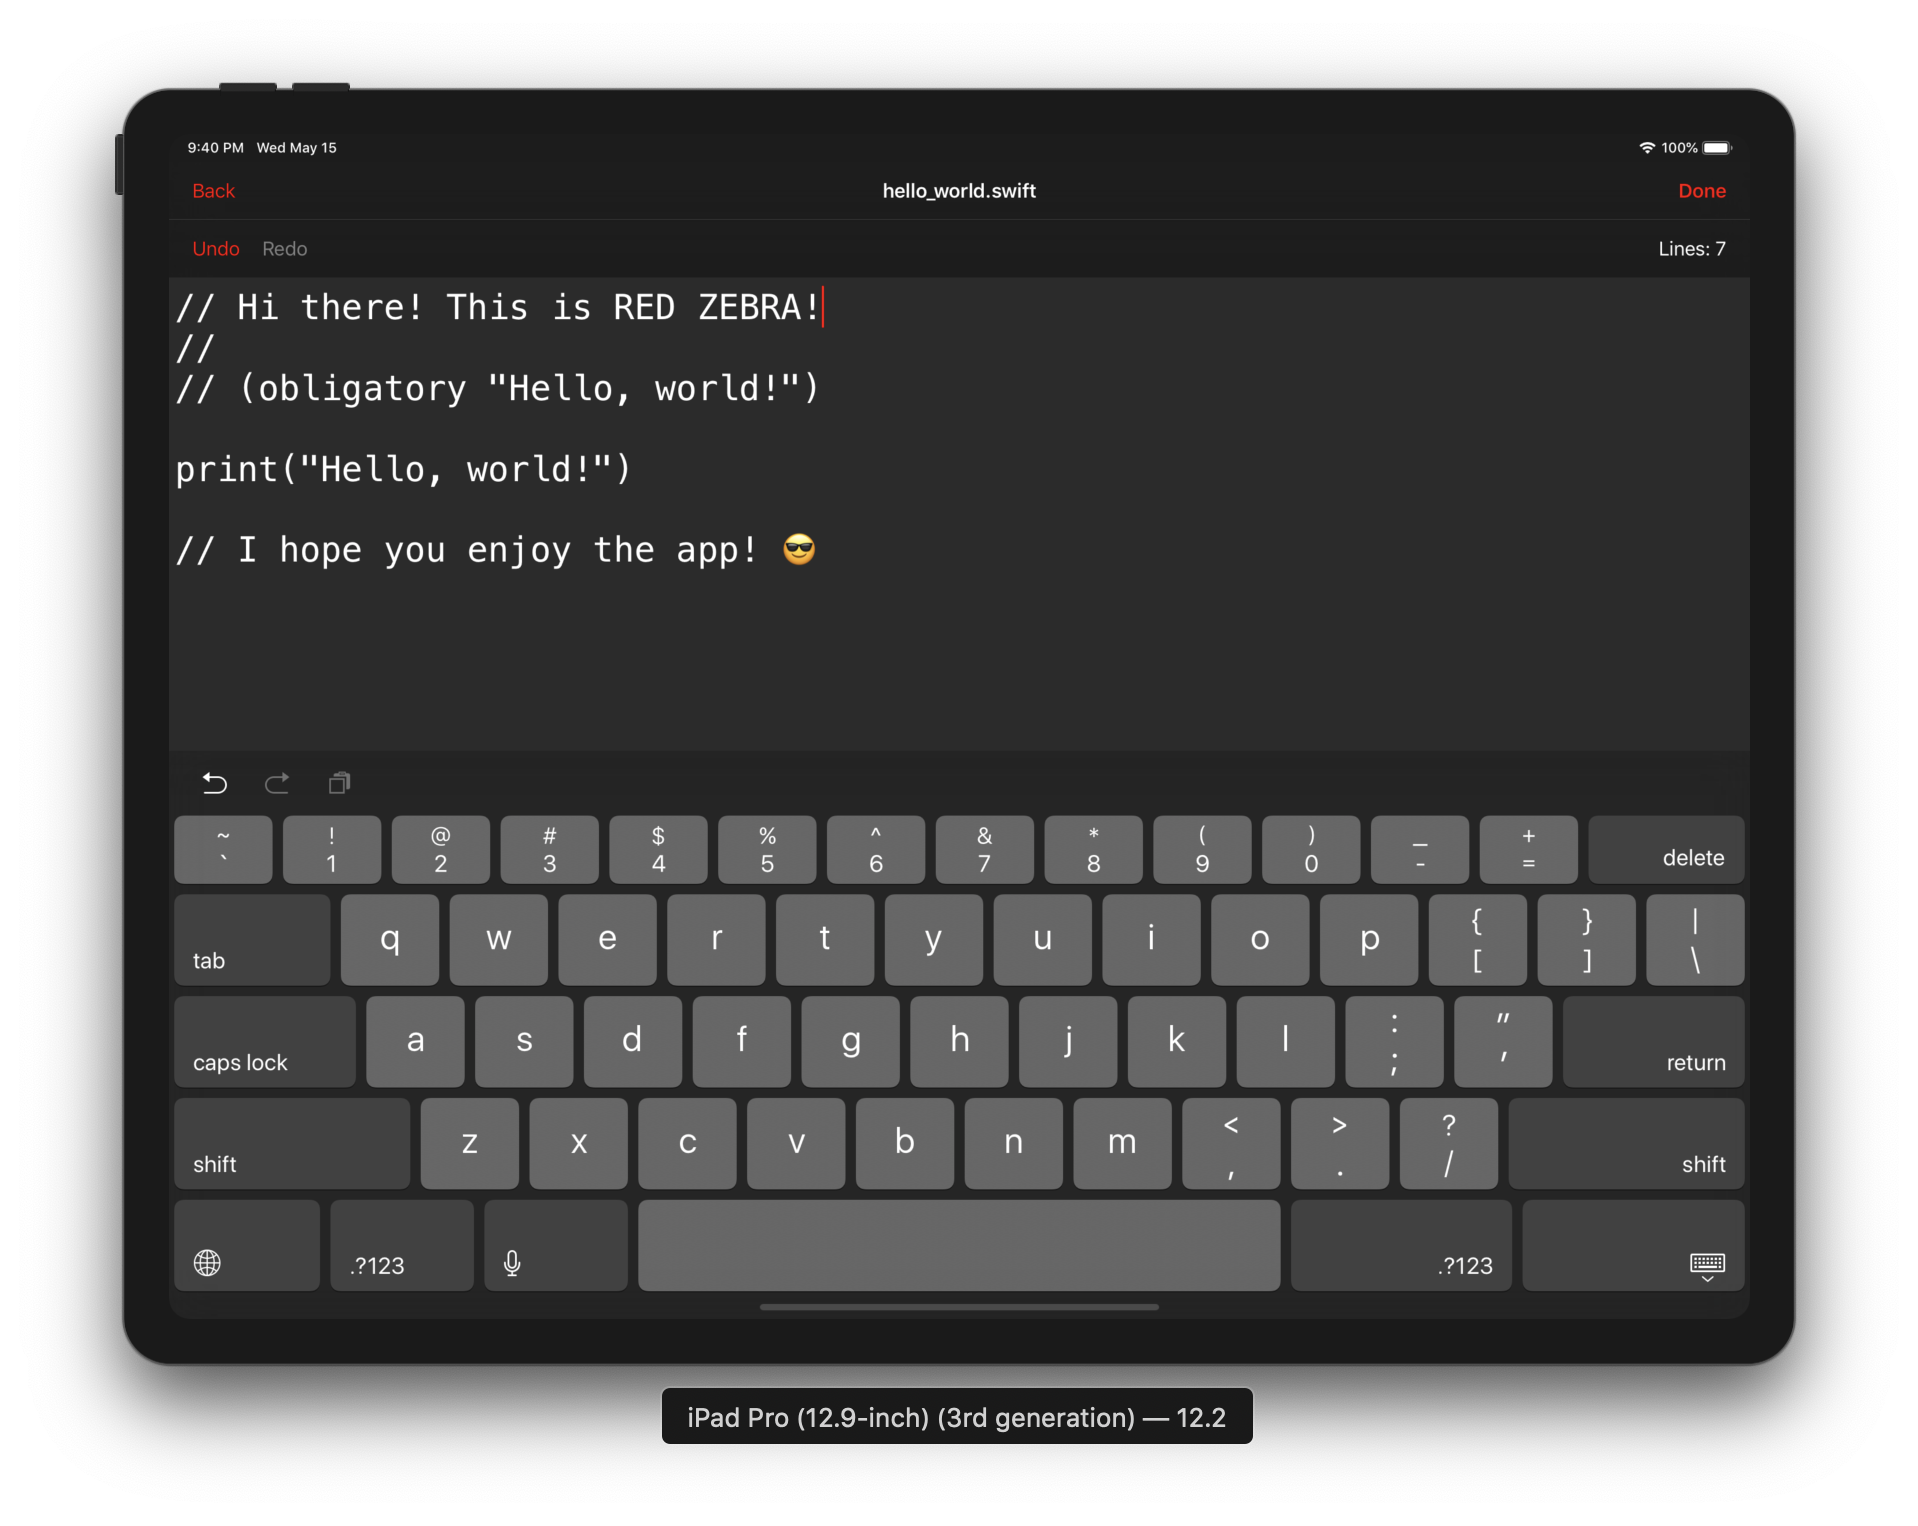 9:40 PM Wed May 15 100%
Back hello_world.swift Done
Undo Redo Lines: 7
// Hi there! This is RED ZEBRA!
//
// (obligatory "Hello, world!")
print("Hello, world!")
// I hope you enjoy the app! 😎
~ ! @ # $ % ^ & * ( ) _ +
` 1 2 3 4 5 6 7 8 9 0 - = delete
tab q w e r t y u i o p { [ } ] | \
caps lock a s d f g h j k l : ; " ' return
shift z x c v b n m < , > . ? / shift
.?123 .?123
iPad Pro (12.9-inch) (3rd generation) — 12.2